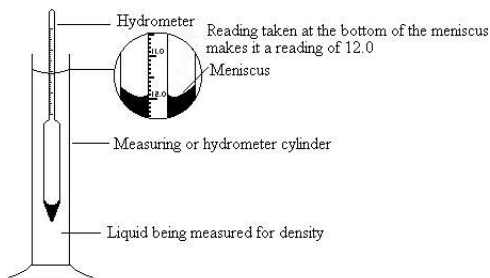 Hydrometer
Reading taken at the bottom of the meniscus
makes it a reading of 12.0
11.0
Meniscus
12.0
Measuring or hydrometer cylinder
Liquid being measured for density